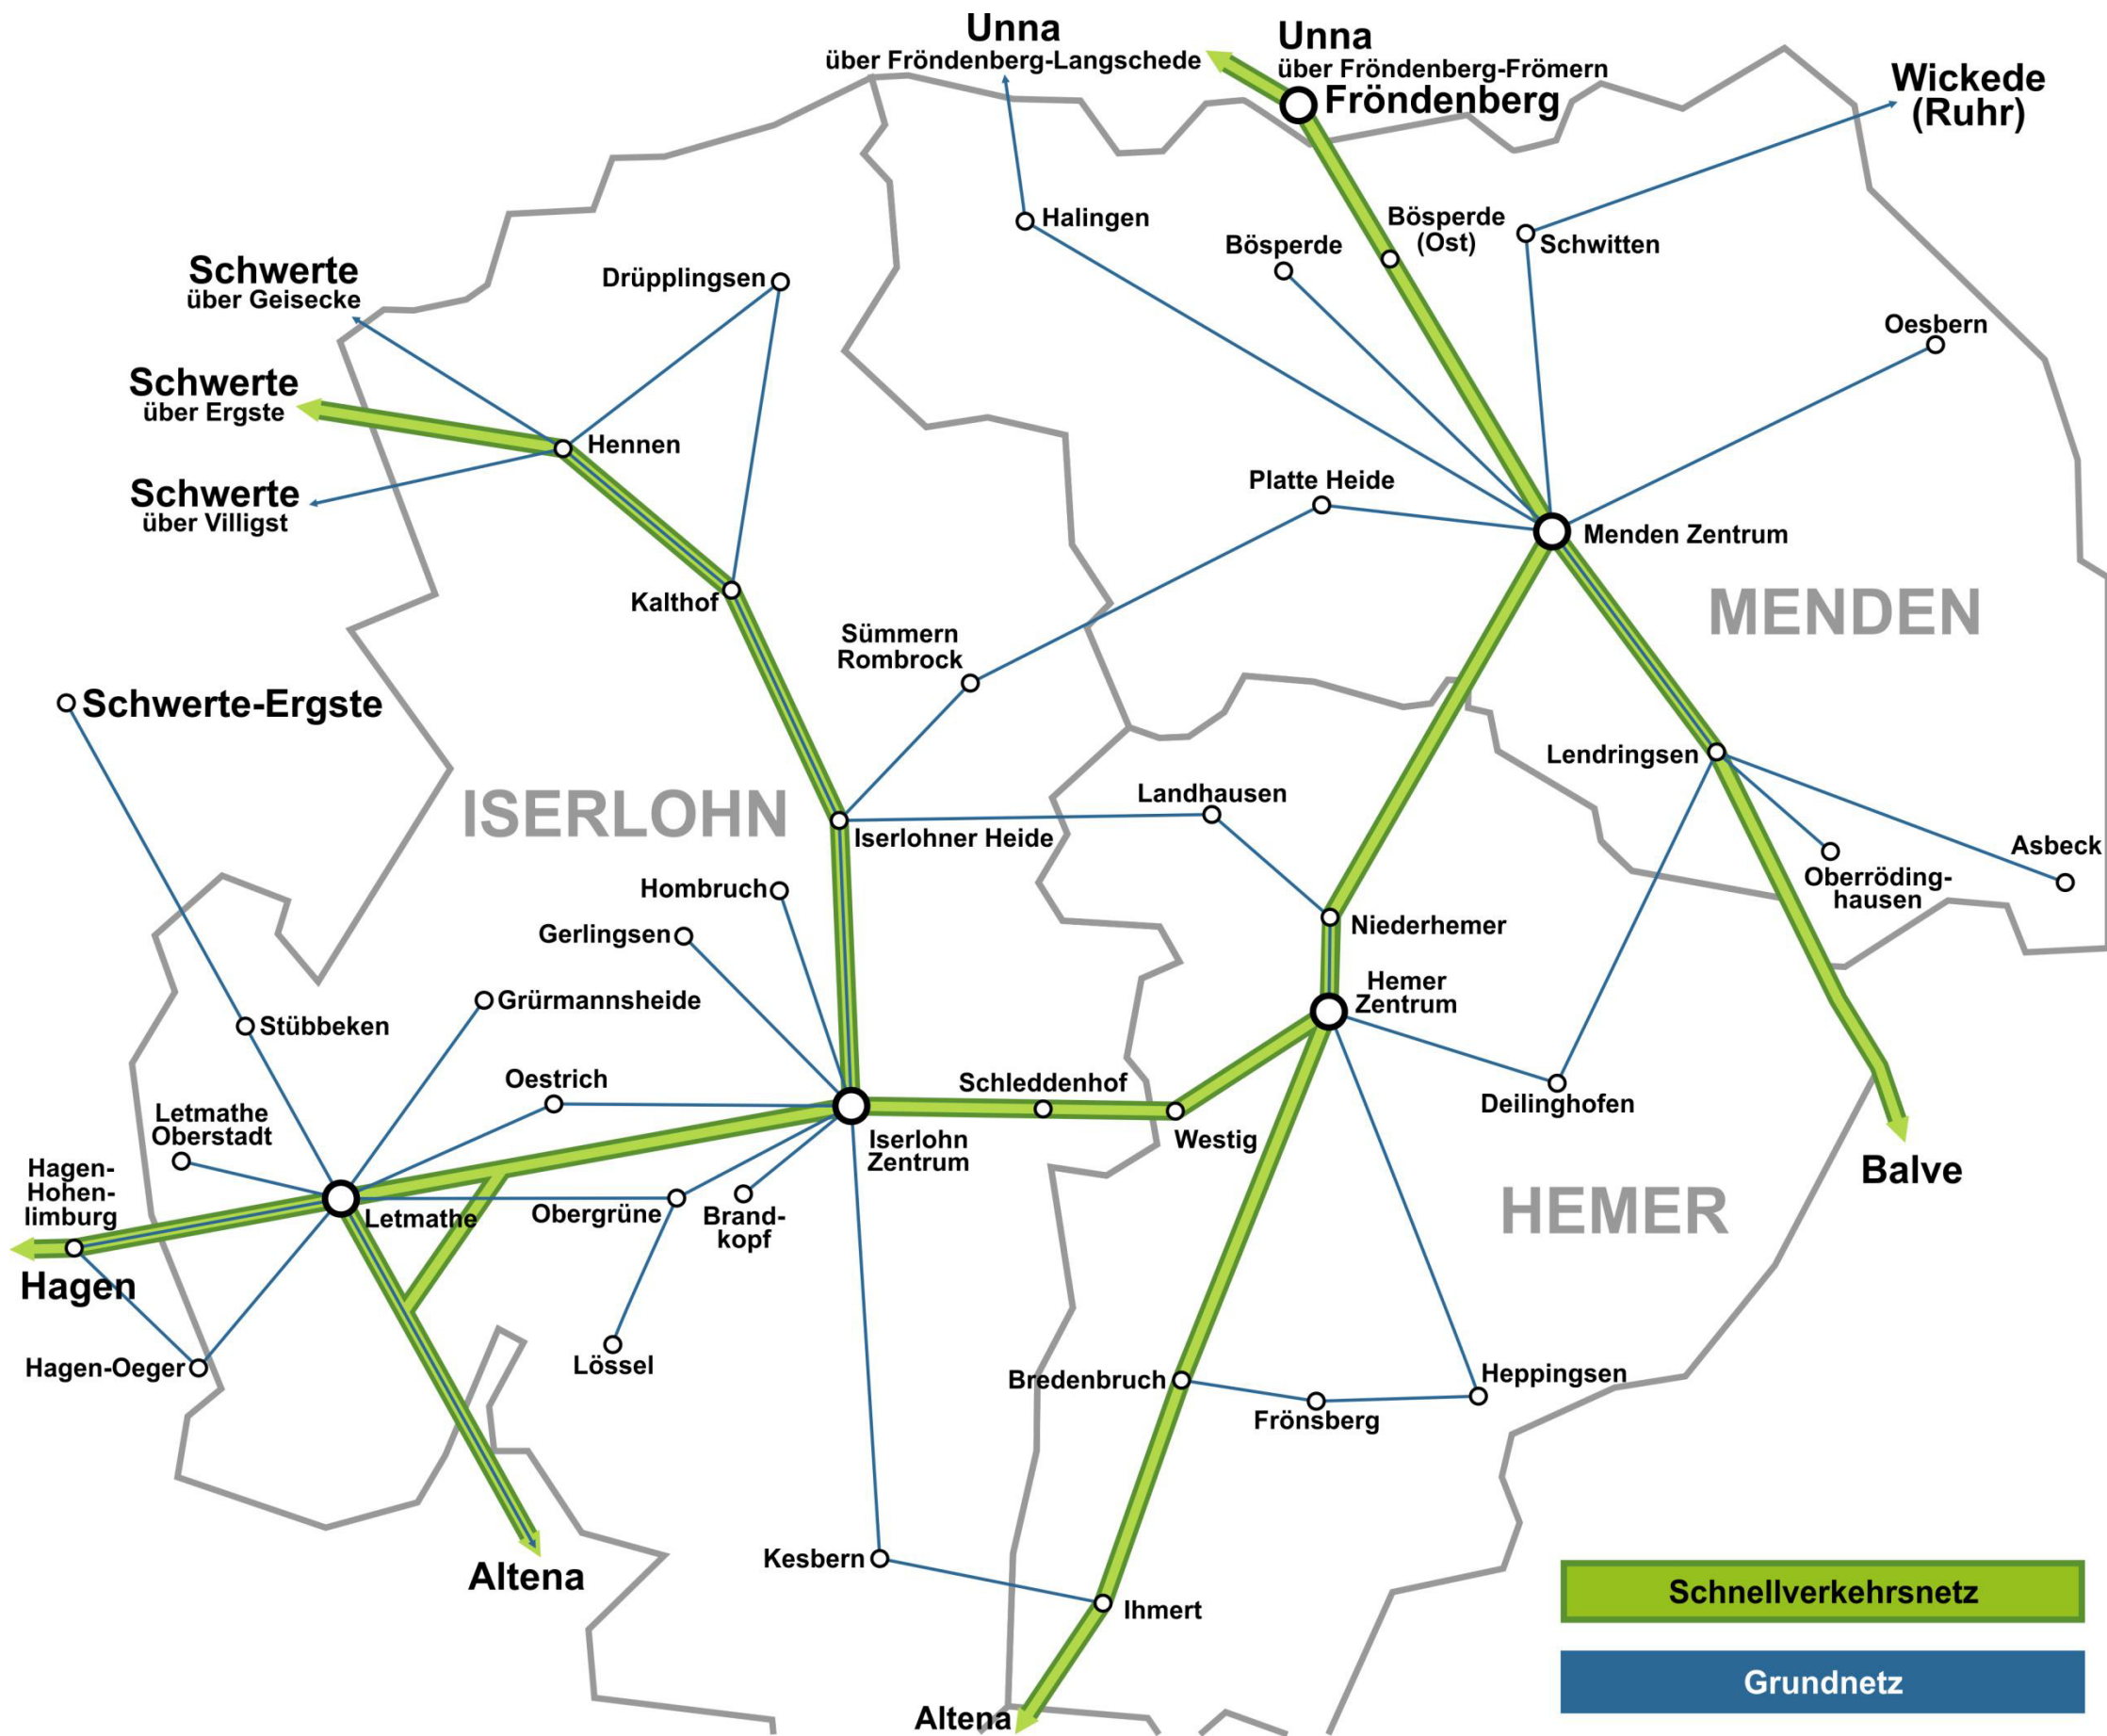 Unna
über Fröndenberg-Langschede
Unna
über Fröndenberg-Frömern
Fröndenberg
Wickede
(Ruhr)
Halingen
Bösperde
Bösperde
(Ost)
Schwitten
Oesbern
Schwerte
über Geisecke
Drüpplingsen
Schwerte
über Ergste
Hennen
Schwerte
über Villigst
Platte Heide
Menden Zentrum
Kalthof
MENDEN
Sümmern
Rombrock
Schwerte-Ergste
Lendringsen
ISERLOHN
Landhausen
Iserlohner Heide
Asbeck
Oberröding-
hausen
Hombruch
Gerlingsen
Niederhemer
Hemer
Zentrum
Grürmannsheide
Stübbeken
Oestrich
Schleddenhof
Deilinghofen
Letmathe
Oberstadt
Iserlohn
Zentrum
Westig
Balve
Hagen-
Hohen-
limburg
Letmathe
Obergrüne
Brand-
kopf
HEMER
Hagen
Hagen-Oeger
Lössel
Bredenbruch
Heppingsen
Frönsberg
Kesbern
Altena
Ihmert
Schnellverkehrsnetz
Grundnetz
Altena